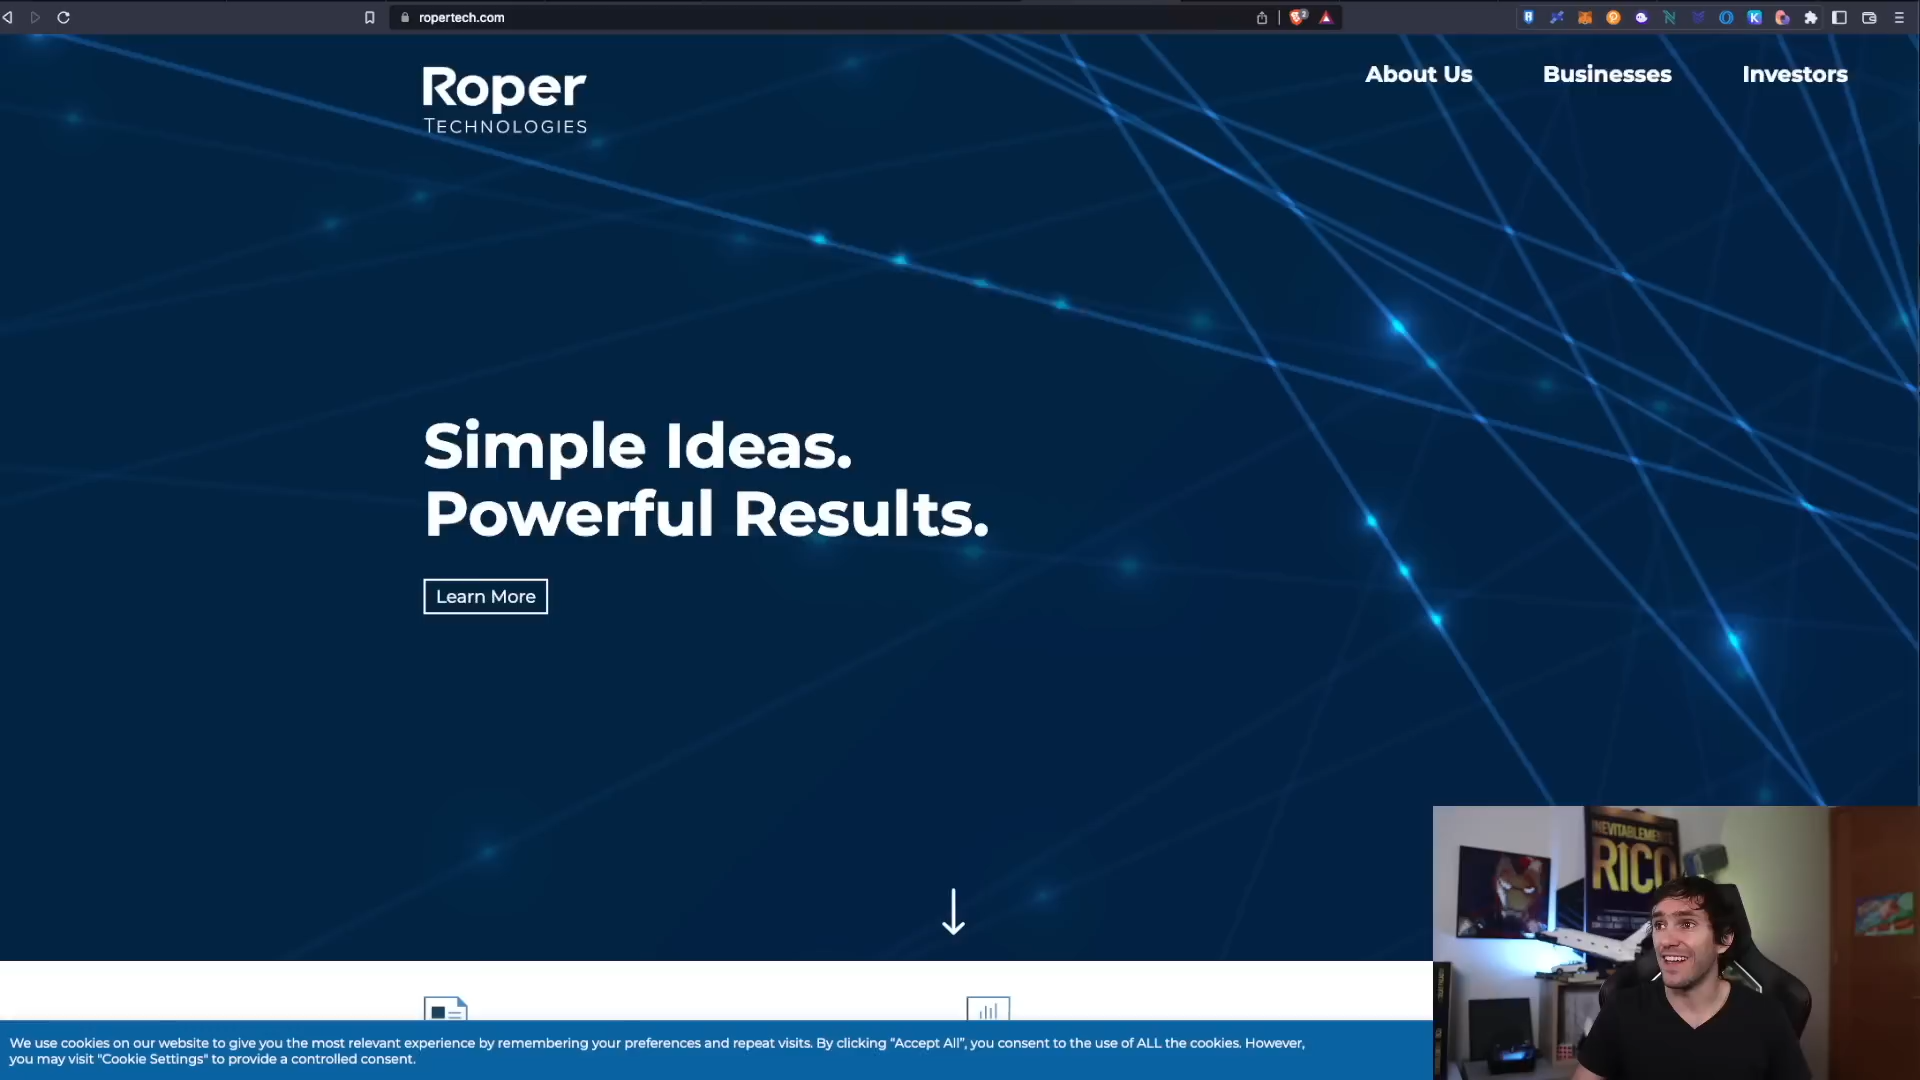 ropertech.com
2
K
Roper
TECHNOLOGIES
About Us
Businesses
Investors
Simple Ideas.
Powerful Results.
Learn More
INEVITABLEMENTE
RICO
We use cookies on our website to give you the most relevant experience by remembering your preferences and repeat visits. By clicking “Accept All”, you consent to the use of ALL the cookies. However,
you may visit "Cookie Settings" to provide a controlled consent.